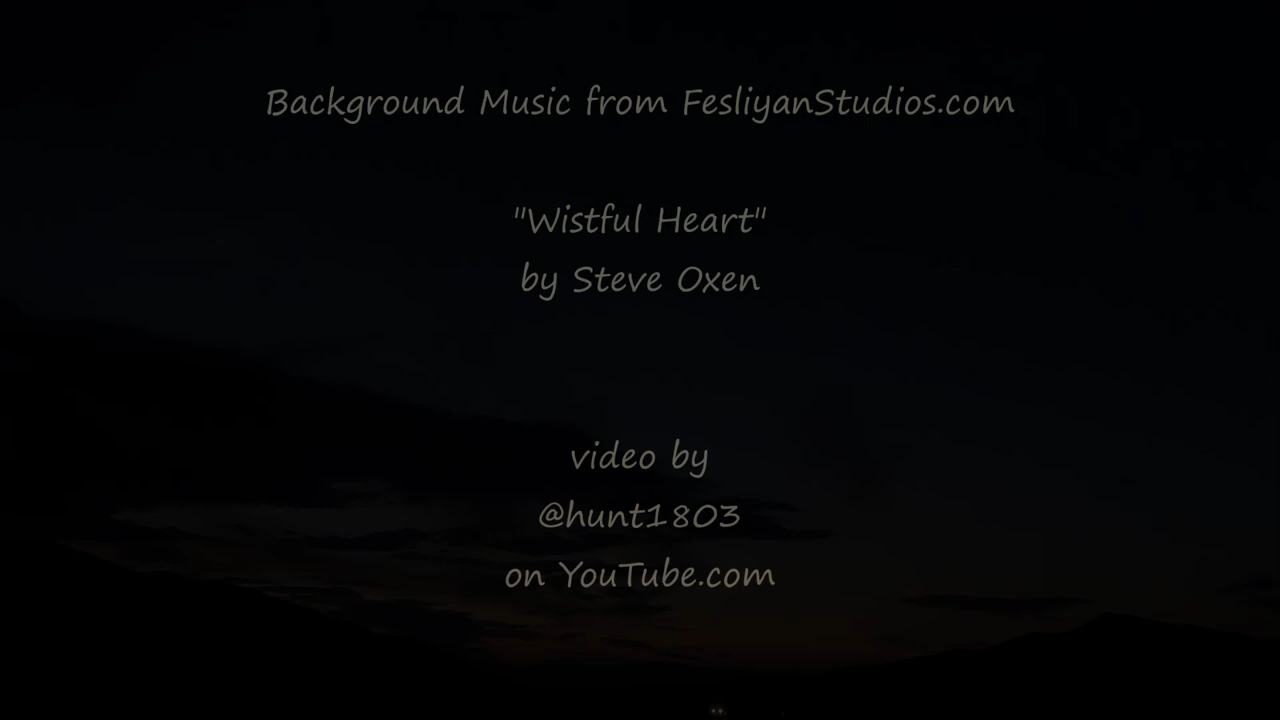 Background Music from FesliyanStudios.com
"Wistful Heart"
by Steve Oxen
video by
@hunt1803
on YouTube.com